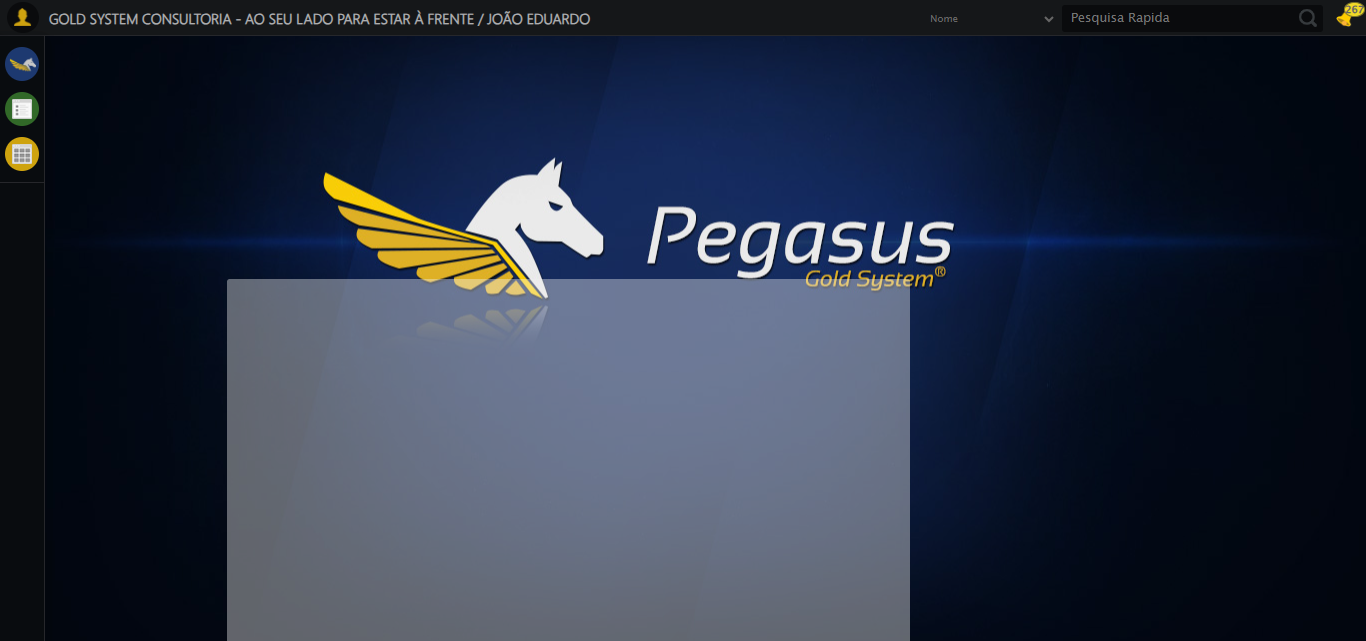 GOLD SYSTEM CONSULTORIA - AO SEU LADO PARA ESTAR À FRENTE / JOÃO EDUARDO
Nome
Pesquisa Rapida
267
Pegasus
Gold System®